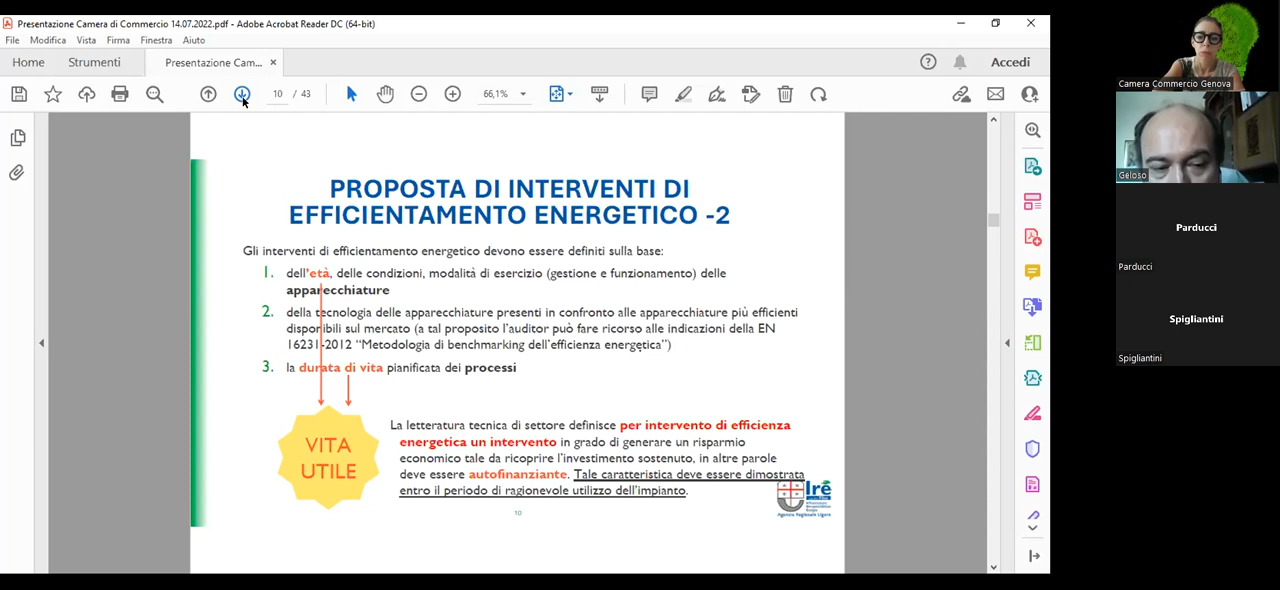 Presentazione Camera di Commercio 14.07.2022.pdf - Adobe Acrobat Reader DC (64-bit)
File Modifica Vista Firma Finestra Aiuto
Home Strumenti Presentazione Cam... × Accedi
10 / 43 66,1%
PROPOSTA DI INTERVENTI DI
EFFICIENTAMENTO ENERGETICO -2
Gli interventi di efficientamento energetico devono essere definiti sulla base:
1. dell'età, delle condizioni, modalità di esercizio (gestione e funzionamento) delle
apparecchiature
2. della tecnologia delle apparecchiature presenti in confronto alle apparecchiature più efficienti
disponibili sul mercato (a tal proposito l'auditor può fare ricorso alle indicazioni della EN
16231-2012 "Metodologia di benchmarking dell'efficienza energetica")
3. la durata di vita pianificata dei processi
VITA
UTILE
La letteratura tecnica di settore definisce per intervento di efficienza
energetica un intervento in grado di generare un risparmio
economico tale da ricoprire l'investimento sostenuto, in altre parole
deve essere autofinanziante. Tale caratteristica deve essere dimostrata
entro il periodo di ragionevole utilizzo dell'impianto.
Ire
Agenzia Regionale Ligure
10
Camera Commercio Genova
Geloso
Parducci
Parducci
Spigliantini
Spigliantini